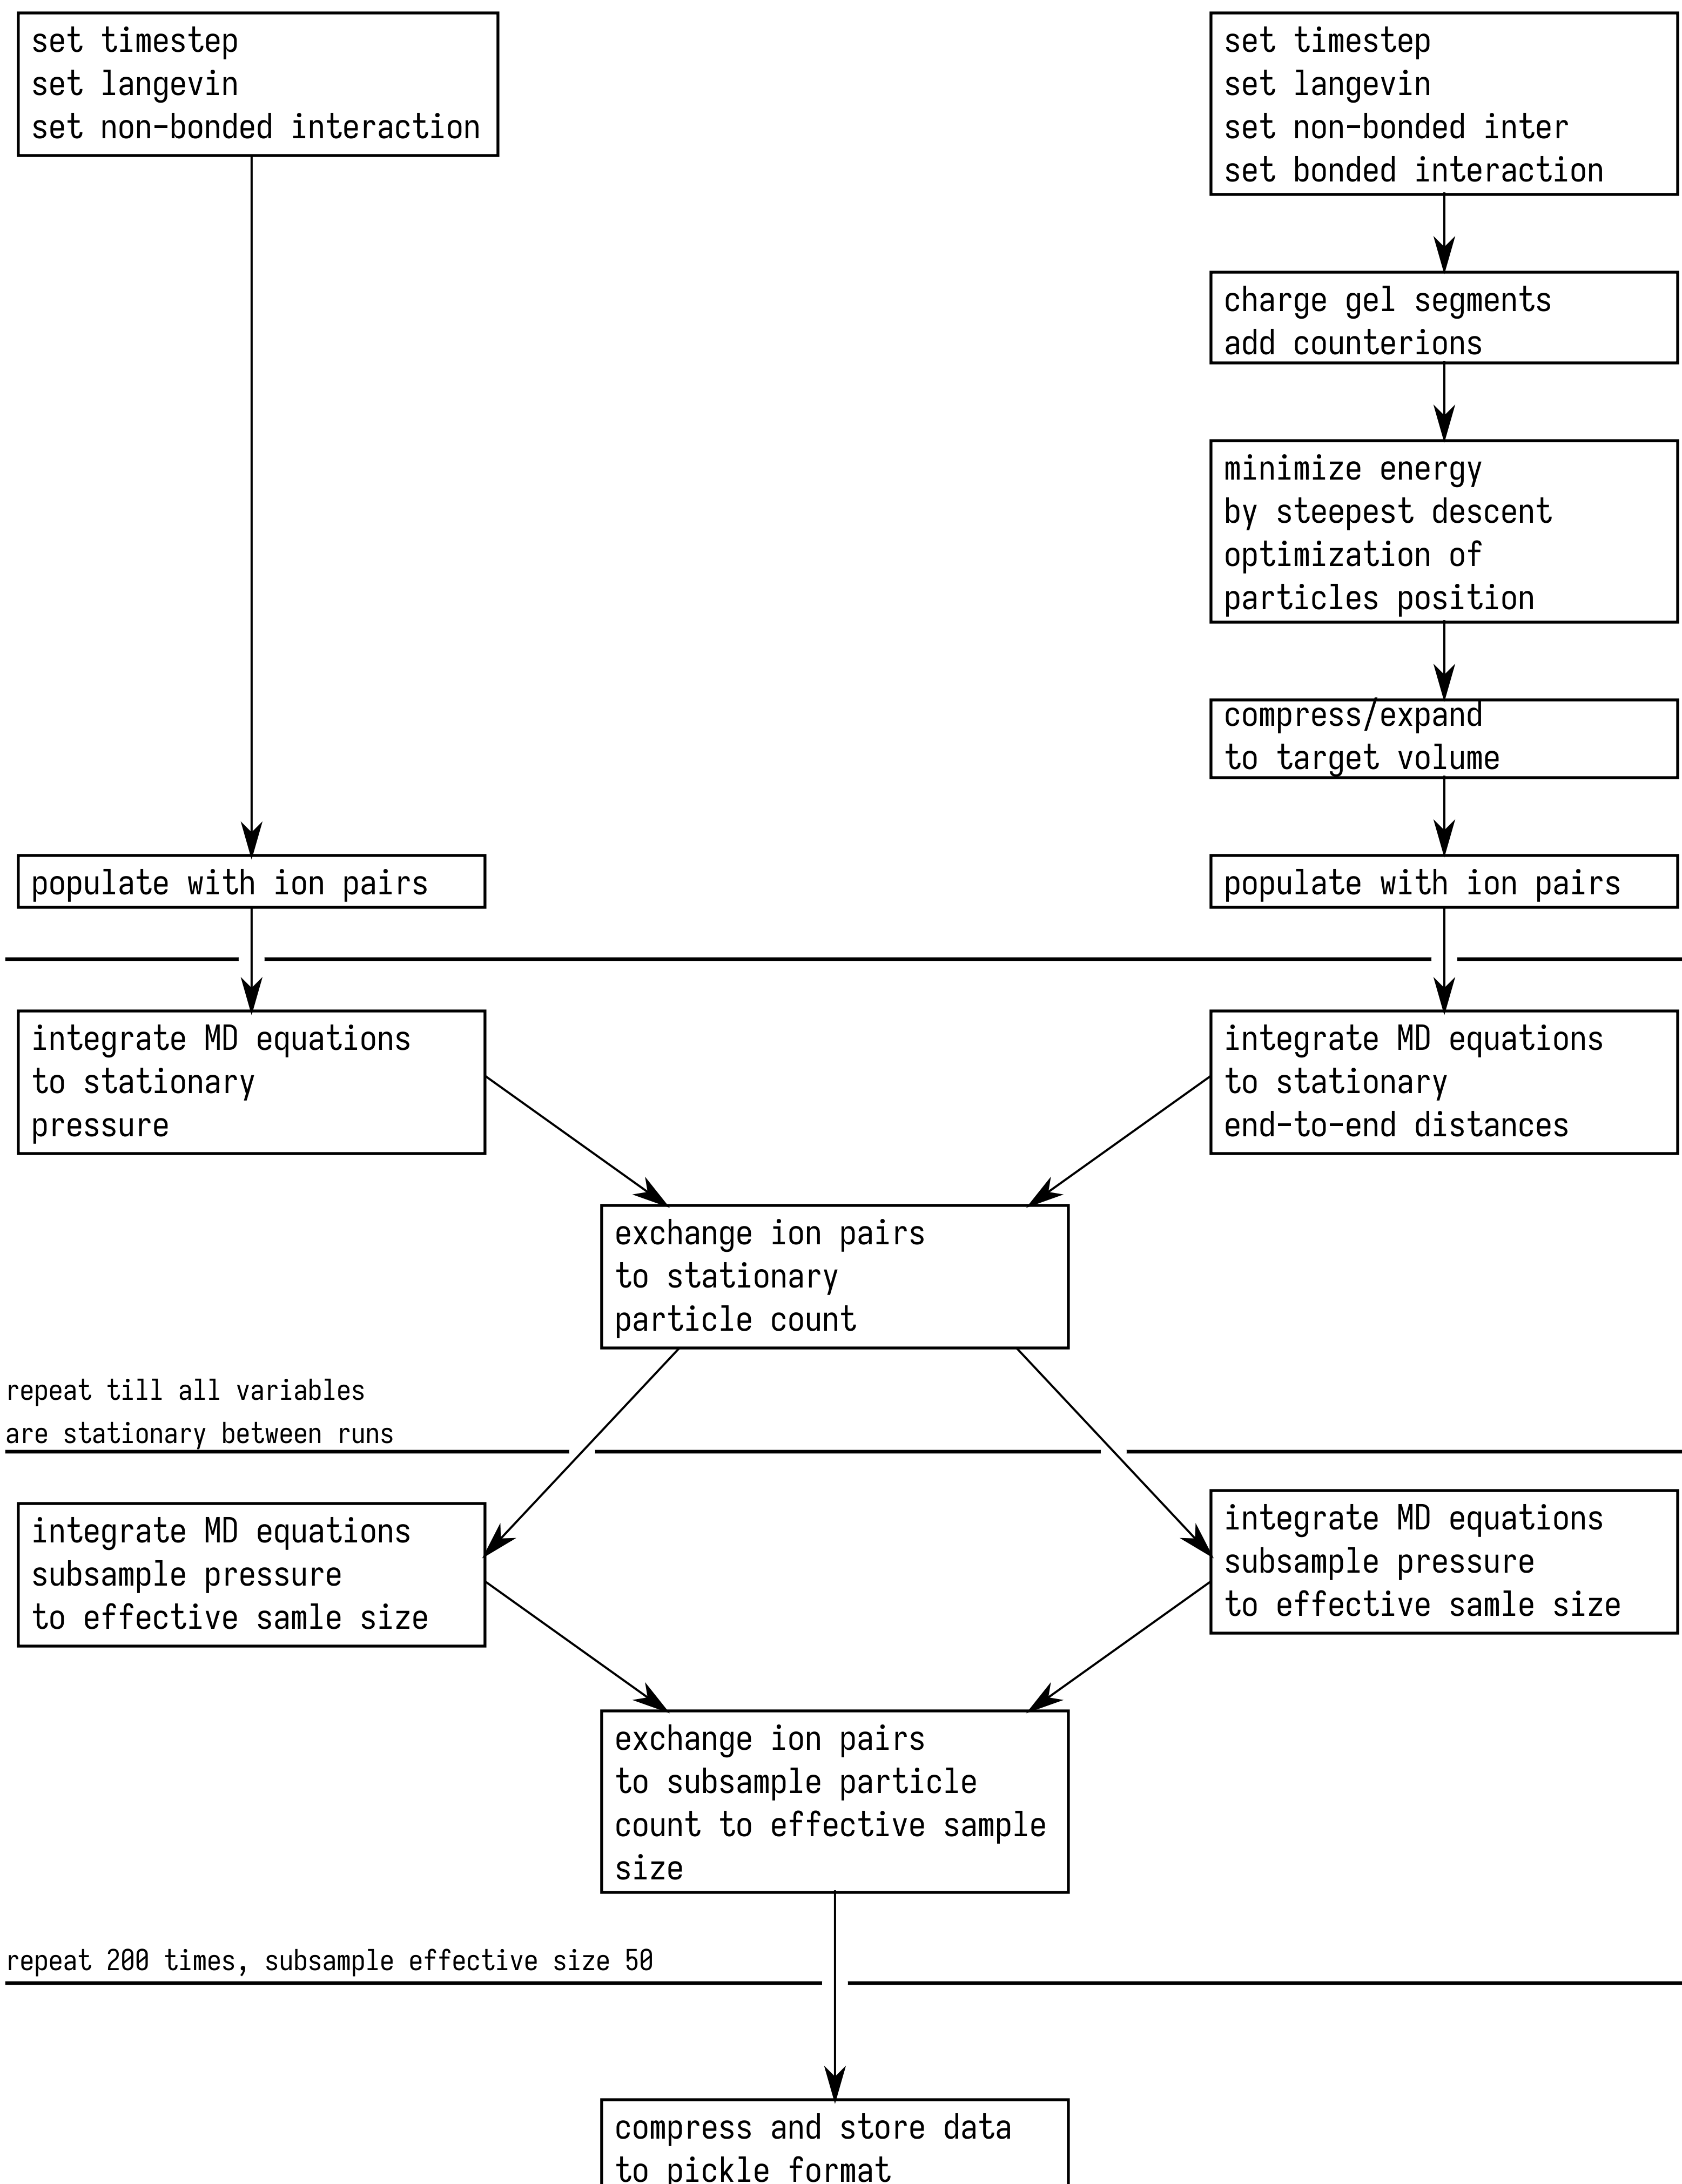 set timestep
set langevin
set non-bonded interaction
set timestep
set langevin
set non-bonded inter
set bonded interaction
charge gel segments
add counterions
minimize energy
by steepest descent
optimization of
particles position
compress/expand
to target volume
populate with ion pairs
populate with ion pairs
integrate MD equations
to stationary
pressure
integrate MD equations
to stationary
end-to-end distances
exchange ion pairs
to stationary
particle count
repeat till all variables
are stationary between runs
integrate MD equations
subsample pressure
to effective samle size
integrate MD equations
subsample pressure
to effective samle size
exchange ion pairs
to subsample particle
count to effective sample
size
repeat 200 times, subsample effective size 50
compress and store data
to pickle format